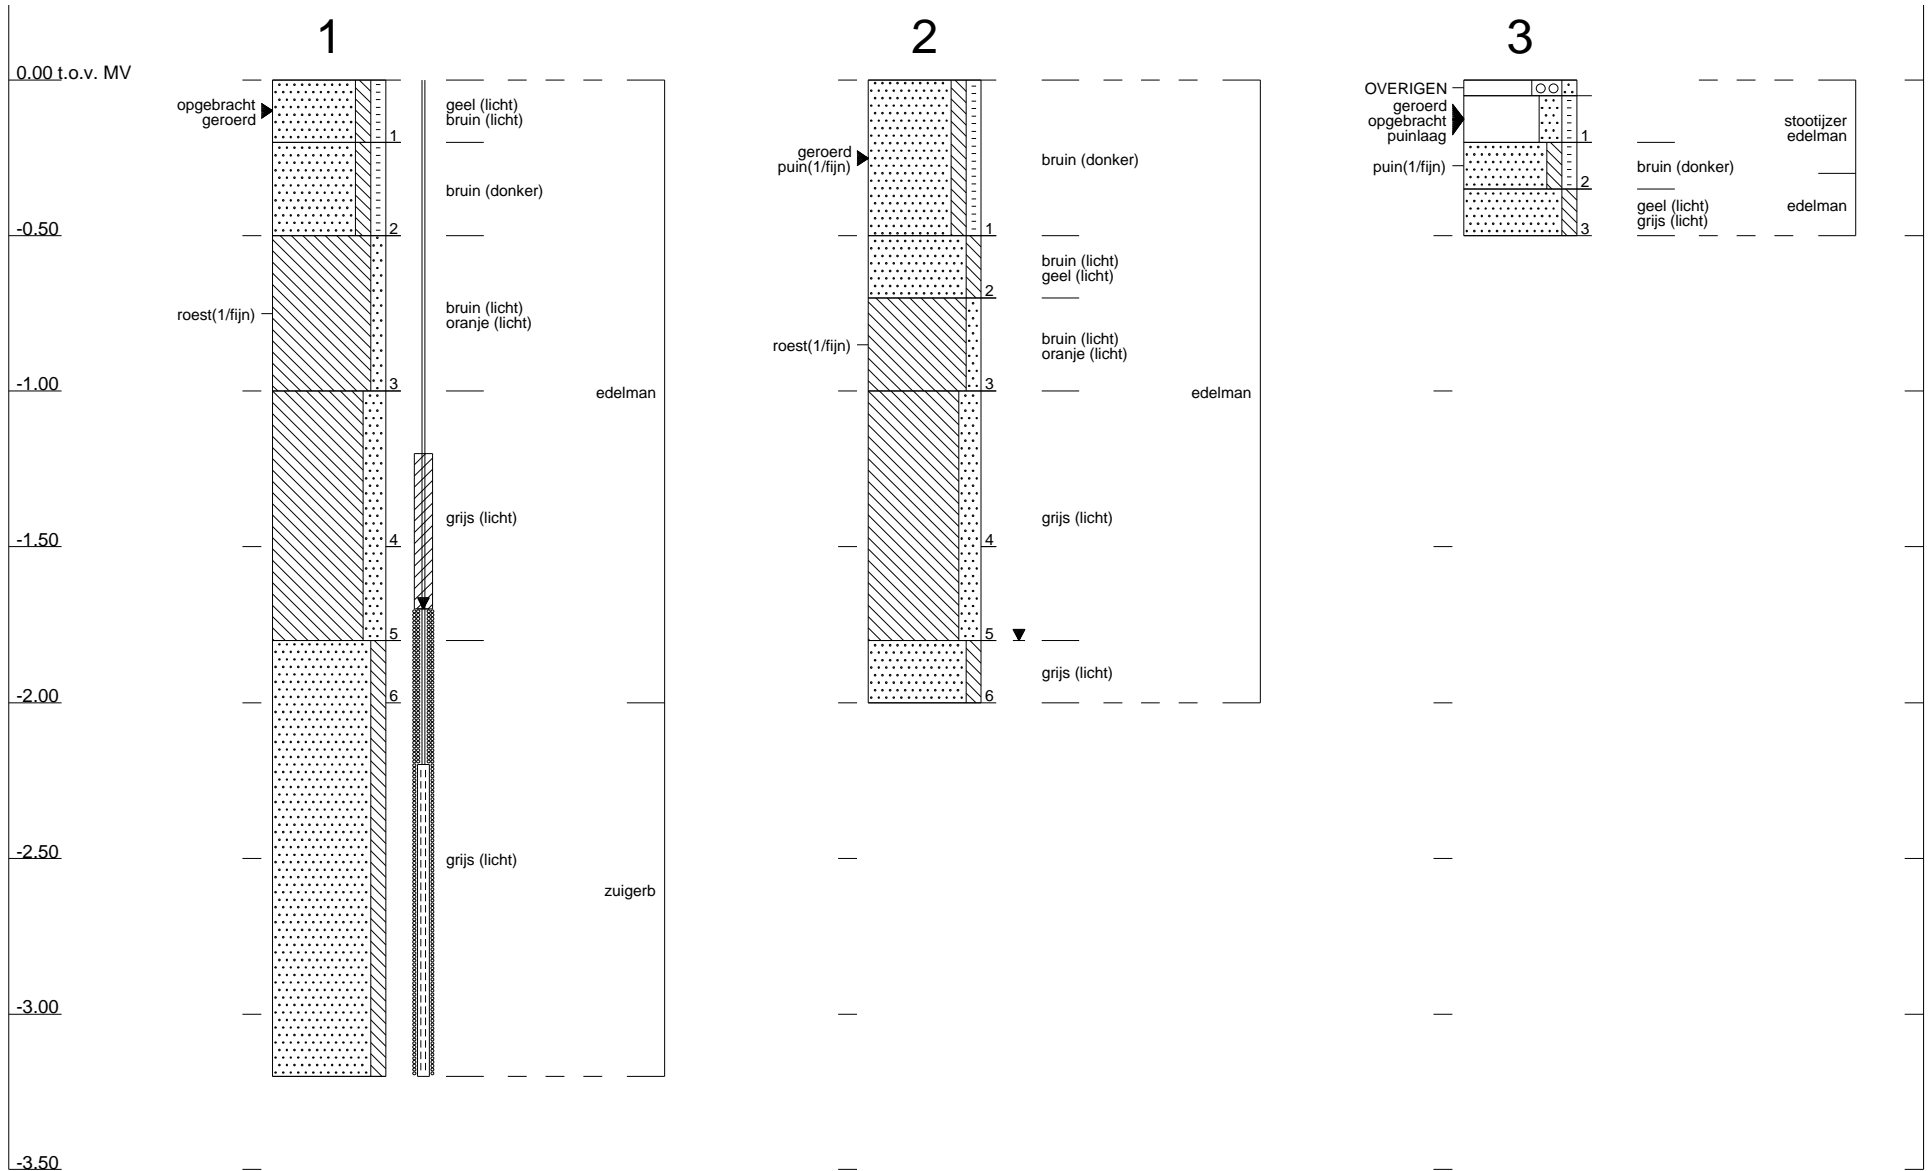 1
2
3
0.00 t.o.v. MV
-0.50
-1.00
-1.50
-2.00
-2.50
-3.00
-3.50
opgebracht
geroerd
roest(1/fijn)
1
2
3
4
5
6
geel (licht)
bruin (licht)
bruin (donker)
bruin (licht)
oranje (licht)
grijs (licht)
grijs (licht)
edelman
zuigerb
geroerd
puin(1/fijn)
roest(1/fijn)
1
2
3
4
5
6
bruin (donker)
bruin (licht)
geel (licht)
bruin (licht)
oranje (licht)
grijs (licht)
grijs (licht)
edelman
OVERIGEN
geroerd
opgebracht
puinlaag
puin(1/fijn)
1
2
3
bruin (donker)
geel (licht)
grijs (licht)
stootijzer
edelman
edelman